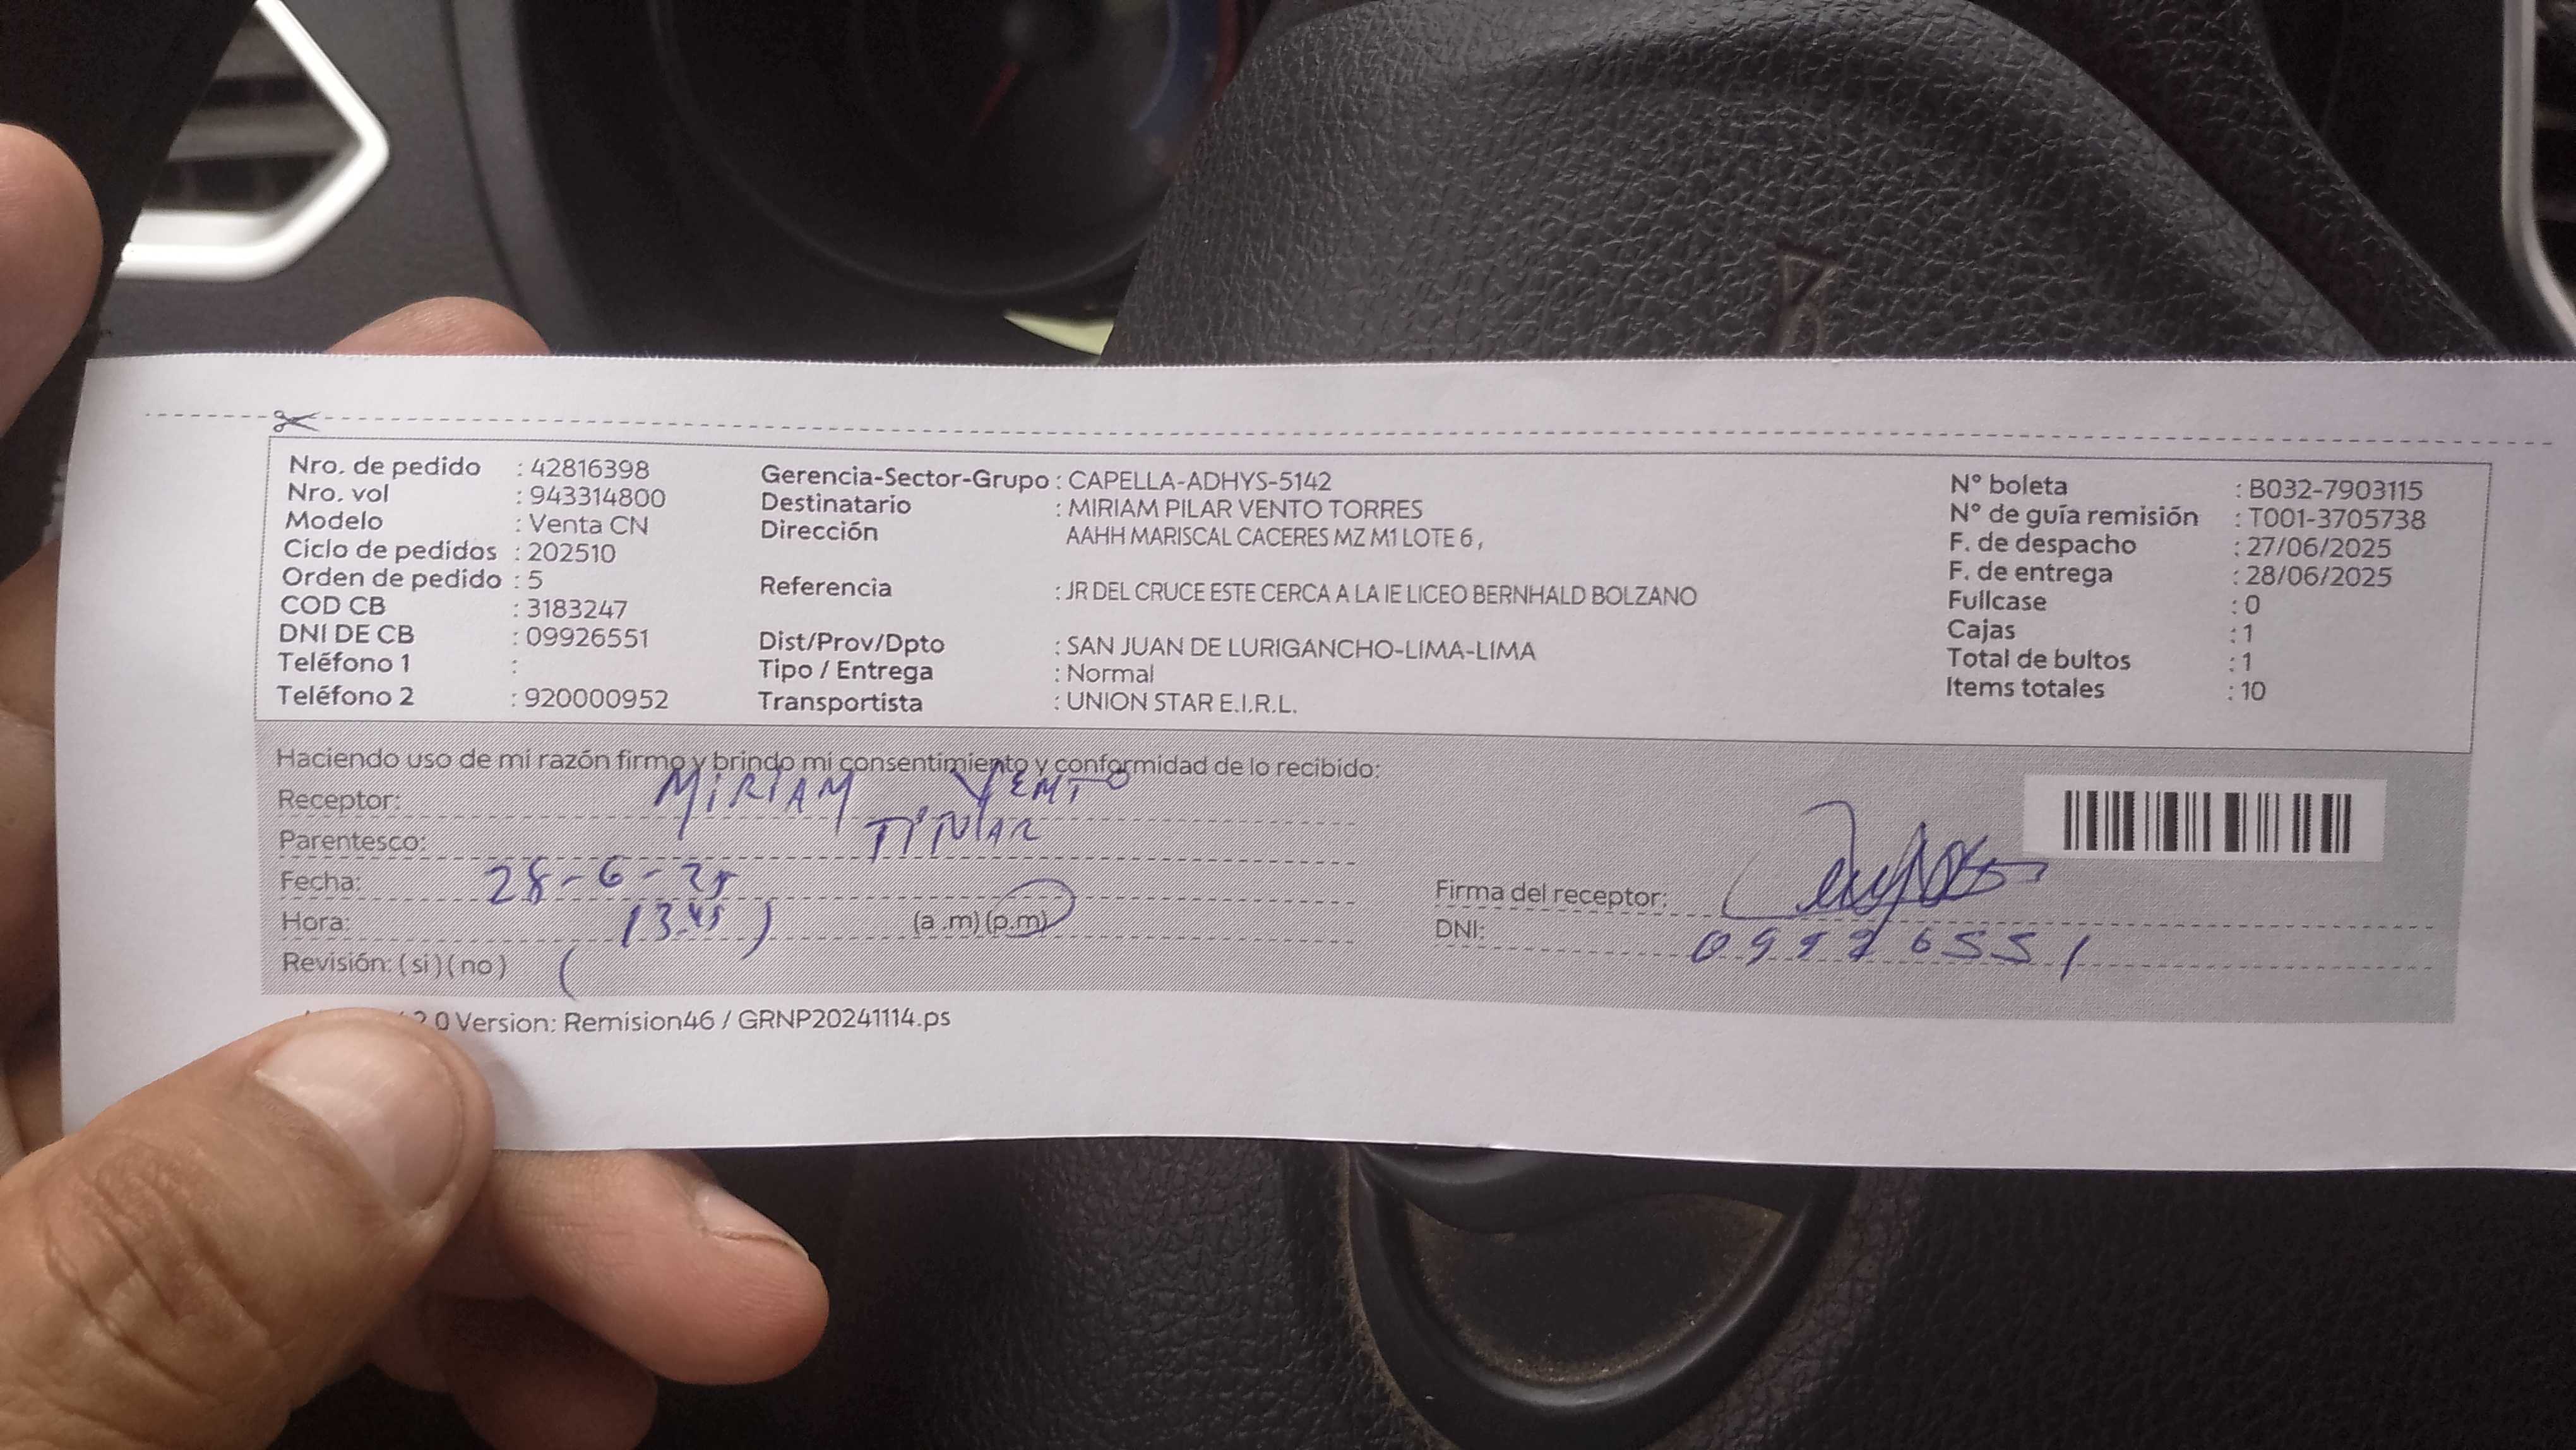 Nro. de pedido : 42816398
Nro. vol : 943314800
Modelo : Venta CN
Ciclo de pedidos : 202510
Orden de pedido : 5
COD CB : 3183247
DNI DE CB : 09926551
Teléfono 1 :
Teléfono 2 : 920000952
Gerencia-Sector-Grupo : CAPELLA-ADHYS-5142
Destinatario : MIRIAM PILAR VENTO TORRES
Dirección AAHH MARISCAL CACERES MZ M1 LOTE 6 ,
Referencia : JR DEL CRUCE ESTE CERCA A LA IE LICEO BERNHALD BOLZANO
Dist/Prov/Dpto : SAN JUAN DE LURIGANCHO-LIMA-LIMA
Tipo / Entrega : Normal
Transportista : UNION STAR E.I.R.L.
N° boleta : B032-7903115
N° de guía remisión : T001-3705738
F. de despacho : 27/06/2025
F. de entrega : 28/06/2025
Fullcase : 0
Cajas : 1
Total de bultos : 1
Items totales : 10
Haciendo uso de mi razón firmo y brindo mi consentimiento y conformidad de lo recibido:
Receptor: MIRIAM VEMTO
Parentesco: TINAR
Fecha: 28-6-25
Hora: 13:45 (a .m) (p.m)
Revisión: ( si ) ( no )
Firma del receptor:
DNI: 09926551
2.0 Version: Remision46 / GRNP20241114.ps